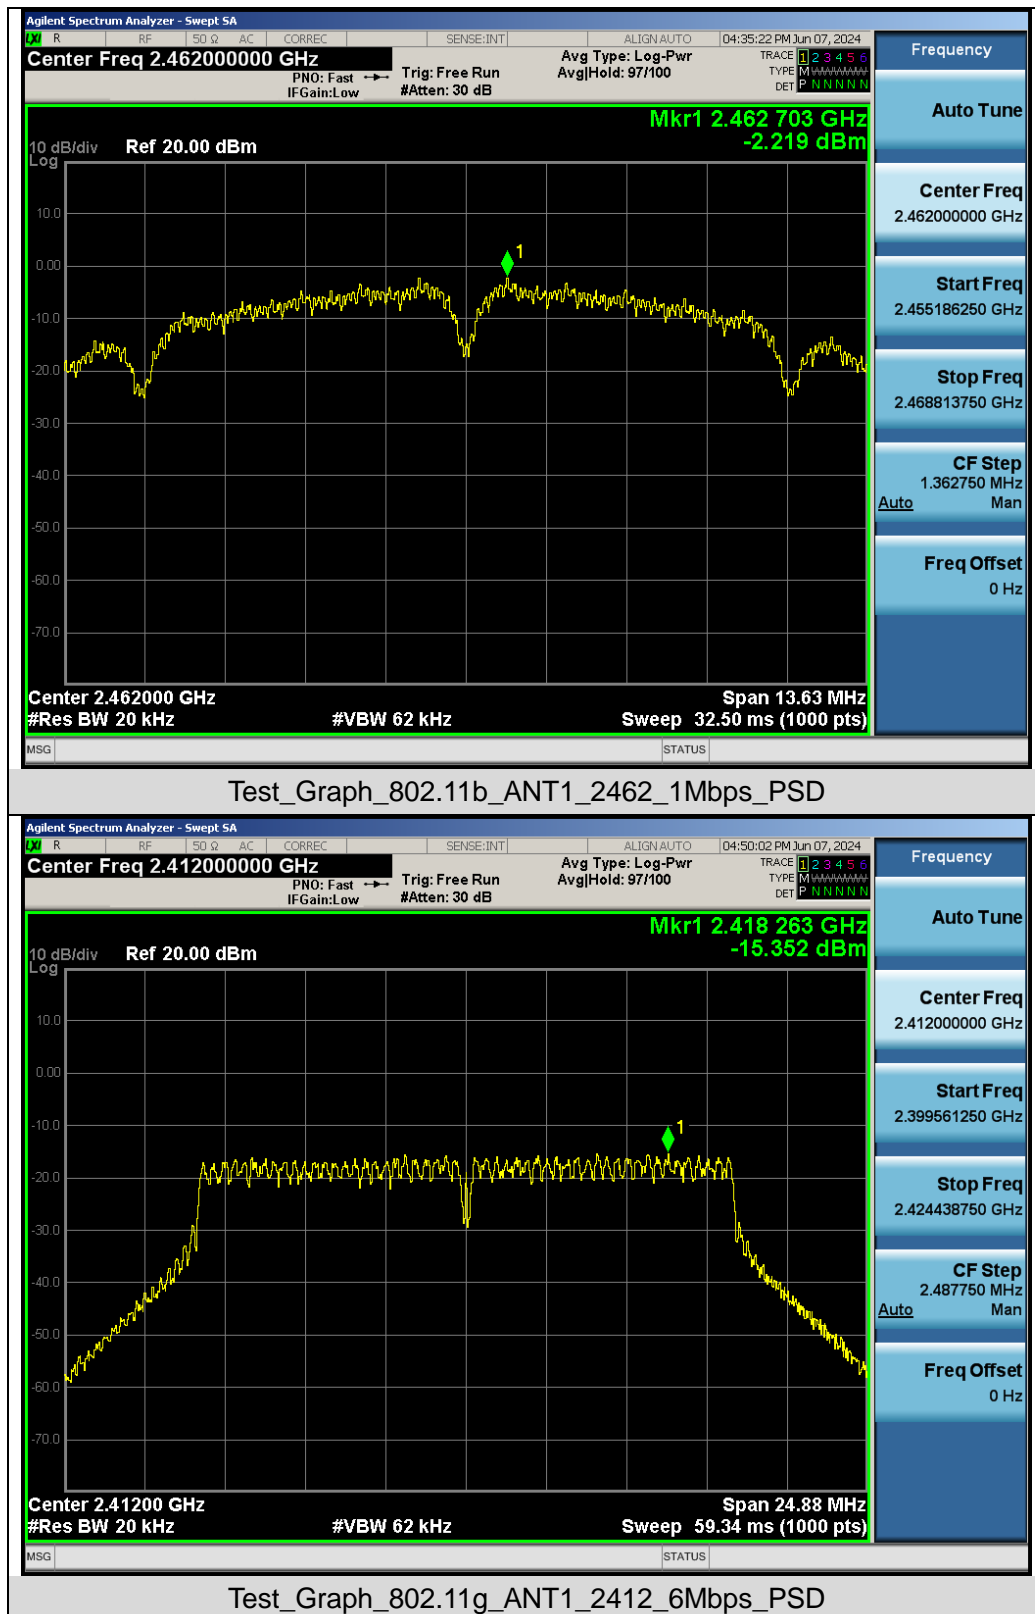 Agilent Spectrum Analyzer - Swept SA
LXI R RF 50 Ω AC CORREC SENSE:INT ALIGN AUTO 04:35:22 PM Jun 07, 2024
Center Freq 2.462000000 GHz
PNO: Fast
IFGain:Low
Trig: Free Run
#Atten: 30 dB
Avg Type: Log-Pwr
Avg|Hold: 97/100
TRACE 1 2 3 4 5 6
TYPE M
DET P N N N N N
Mkr1 2.462 703 GHz
-2.219 dBm
10 dB/div Ref 20.00 dBm
Log
10.0
0.00
-10.0
-20.0
-30.0
-40.0
-50.0
-60.0
-70.0
1
Center 2.462000 GHz Span 13.63 MHz
#Res BW 20 kHz #VBW 62 kHz Sweep 32.50 ms (1000 pts)
MSG STATUS
Frequency
Auto Tune
Center Freq
2.462000000 GHz
Start Freq
2.455186250 GHz
Stop Freq
2.468813750 GHz
CF Step
1.362750 MHz
Auto Man
Freq Offset
0 Hz
Test_Graph_802.11b_ANT1_2462_1Mbps_PSD
Agilent Spectrum Analyzer - Swept SA
LXI R RF 50 Ω AC CORREC SENSE:INT ALIGN AUTO 04:50:02 PM Jun 07, 2024
Center Freq 2.412000000 GHz
PNO: Fast
IFGain:Low
Trig: Free Run
#Atten: 30 dB
Avg Type: Log-Pwr
Avg|Hold: 97/100
TRACE 1 2 3 4 5 6
TYPE M
DET P N N N N N
Mkr1 2.418 263 GHz
-15.352 dBm
10 dB/div Ref 20.00 dBm
Log
10.0
0.00
-10.0
-20.0
-30.0
-40.0
-50.0
-60.0
-70.0
1
Center 2.41200 GHz Span 24.88 MHz
#Res BW 20 kHz #VBW 62 kHz Sweep 59.34 ms (1000 pts)
MSG STATUS
Frequency
Auto Tune
Center Freq
2.412000000 GHz
Start Freq
2.399561250 GHz
Stop Freq
2.424438750 GHz
CF Step
2.487750 MHz
Auto Man
Freq Offset
0 Hz
Test_Graph_802.11g_ANT1_2412_6Mbps_PSD